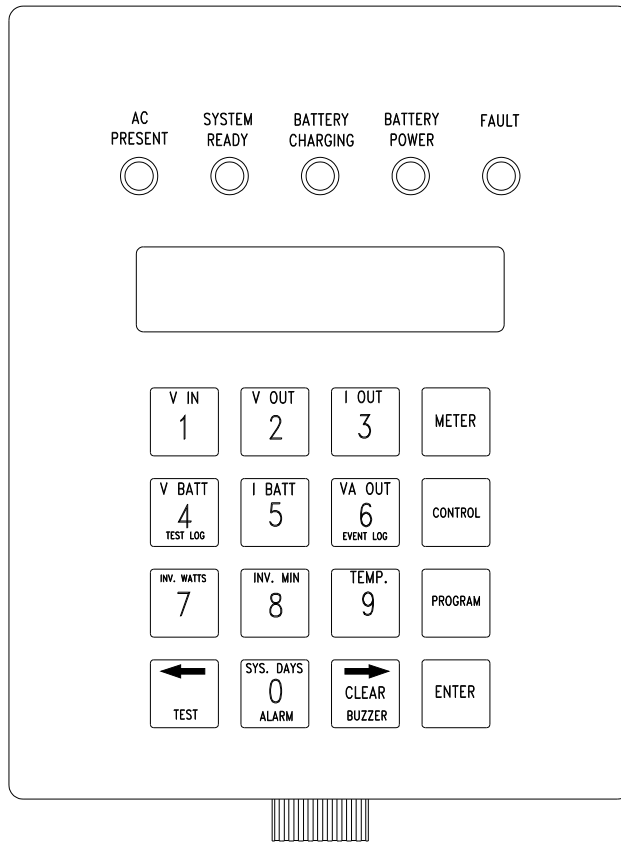 AC PRESENT
SYSTEM READY
BATTERY CHARGING
BATTERY POWER
FAULT
V IN
1
V OUT
2
I OUT
3
METER
V BATT
4
TEST LOG
I BATT
5
VA OUT
6
EVENT LOG
CONTROL
INV. WATTS
7
INV. MIN
8
TEMP.
9
PROGRAM
TEST
SYS. DAYS
0
ALARM
CLEAR
BUZZER
ENTER